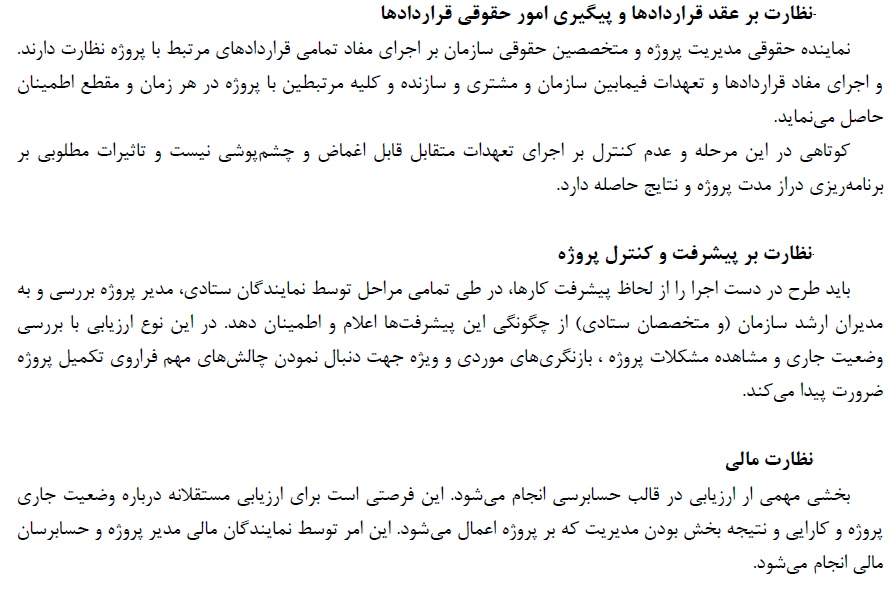 -نظارت بر عقد قراردادها و پیگیری امور حقوقی قراردادها
نماینده حقوقی مدیریت پروژه و متخصصین حقوقی سازمان بر اجرای مفاد تمامی قراردادهای مرتبط با پروژه نظارت دارند.
و اجرای مفاد قراردادها و تعهدات فیمابین سازمان و مشتری و سازنده و کلیه مرتبطین با پروژه در هر زمان و مقطع اطمینان
حاصل می‌نماید.
کوتاهی در این مرحله و عدم کنترل بر اجرای تعهدات متقابل قابل اغماض و چشم‌پوشی نیست و تاثیرات مطلوبی بر
برنامه‌ریزی دراز مدت پروژه و نتایج حاصله دارد.
نظارت بر پیشرفت و کنترل پروژه
باید طرح در دست اجرا را از لحاظ پیشرفت کارها، در طی تمامی مراحل توسط نمایندگان ستادی، مدیر پروژه بررسی و به
مدیران ارشد سازمان (و متخصصان ستادی) از چگونگی این پیشرفت‌ها اعلام و اطمینان دهد. در این نوع ارزیابی با بررسی
وضعیت جاری و مشاهده مشکلات پروژه ، بازنگری‌های موردی و ویژه جهت دنبال نمودن چالش‌های مهم فراروی تکمیل پروژه
ضرورت پیدا می‌کند.
نظارت مالی
بخشی مهمی ار ارزیابی در قالب حسابرسی انجام می‌شود. این فرصتی است برای ارزیابی مستقلانه درباره وضعیت جاری
پروژه و کارایی و نتیجه بخش بودن مدیریت که بر پروژه اعمال می‌شود. این امر توسط نمایندگان مالی مدیر پروژه و حسابرسان
مالی انجام می‌شود.